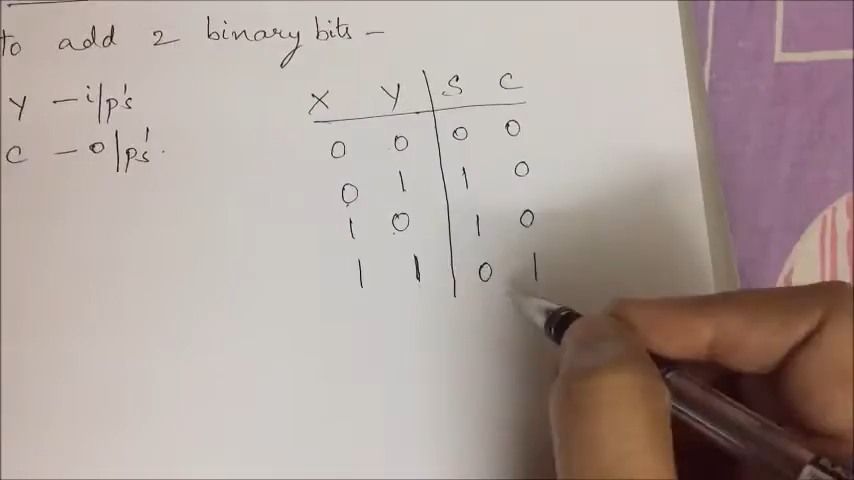 to add 2 binary bits -
Y - i/p's
C - o/p's.
X Y S C
0 0 0 0
0 1 1 0
1 0 1 0
1 1 0 1